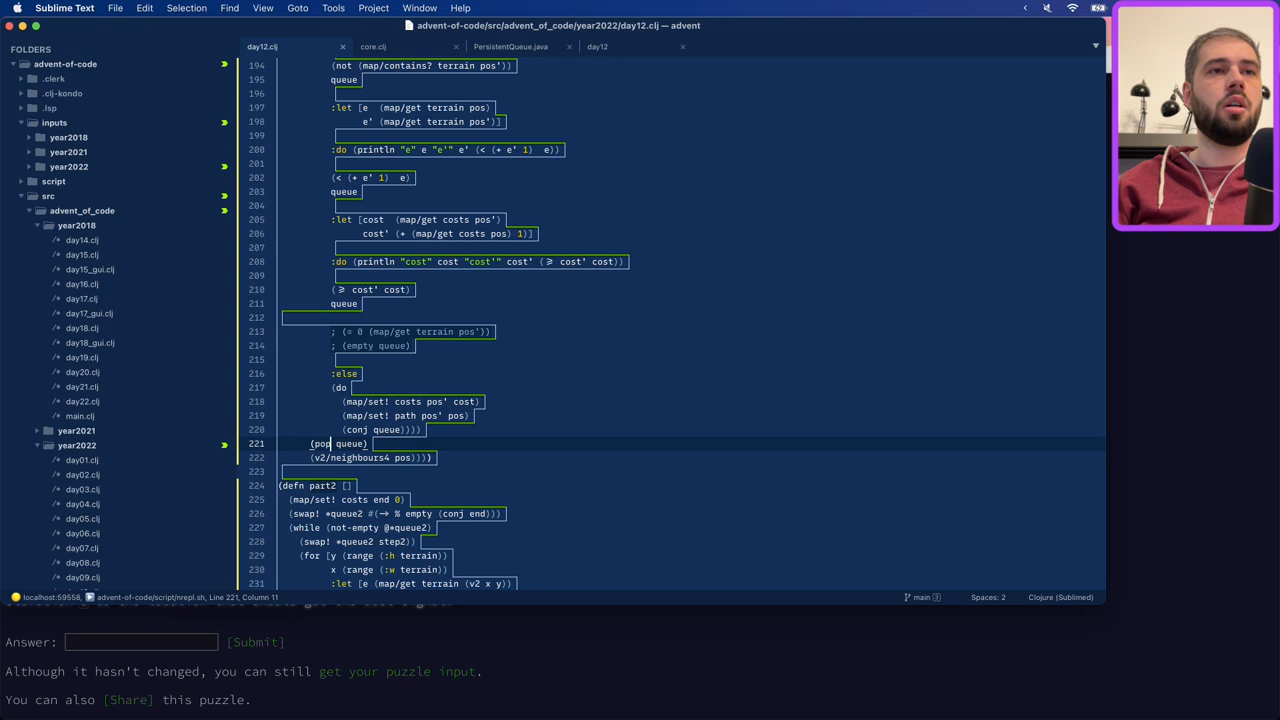 Sublime Text File Edit Selection Find View Goto Tools Project Window Help
advent-of-code/src/advent_of_code/year2022/day12.clj — advent
FOLDERS
advent-of-code
.clerk
.clj-kondo
.lsp
inputs
year2018
year2021
year2022
script
src
advent_of_code
year2018
/* day14.clj
/* day15.clj
/* day15_gui.clj
/* day16.clj
/* day17.clj
/* day17_gui.clj
/* day18.clj
/* day18_gui.clj
/* day19.clj
/* day20.clj
/* day21.clj
/* day22.clj
/* main.clj
year2021
year2022
/* day01.clj
/* day02.clj
/* day03.clj
/* day04.clj
/* day05.clj
/* day06.clj
/* day07.clj
/* day08.clj
/* day09.clj
day12.clj × core.clj × PersistentQueue.java × day12 ×
194 (not (map/contains? terrain pos'))
195 queue
196
197 :let [e (map/get terrain pos)
198 e' (map/get terrain pos')]
199
200 :do (println "e" e "e'" e' (< (+ e' 1) e))
201
202 (< (+ e' 1) e)
203 queue
204
205 :let [cost (map/get costs pos')
206 cost' (+ (map/get costs pos) 1)]
207
208 :do (println "cost" cost "cost'" cost' (>= cost' cost))
209
210 (>= cost' cost)
211 queue
212
213 ; (= 0 (map/get terrain pos'))
214 ; (empty queue)
215
216 :else
217 (do
218 (map/set! costs pos' cost)
219 (map/set! path pos' pos)
220 (conj queue))))
221 (pop queue)
222 (v2/neighbours4 pos))))
223
224 (defn part2 []
225 (map/set! costs end 0)
226 (swap! *queue2 #(-> % empty (conj end)))
227 (while (not-empty @*queue2)
228 (swap! *queue2 step2))
229 (for [y (range (:h terrain))
230 x (range (:w terrain))
231 :let [e (map/get terrain (v2 x y))
localhost:59558, advent-of-code/script/nrepl.sh, Line 221, Column 11 main 3 Spaces: 2 Clojure (Sublimed)
Answer: [Submit]
Although it hasn't changed, you can still get your puzzle input.
You can also [Share] this puzzle.